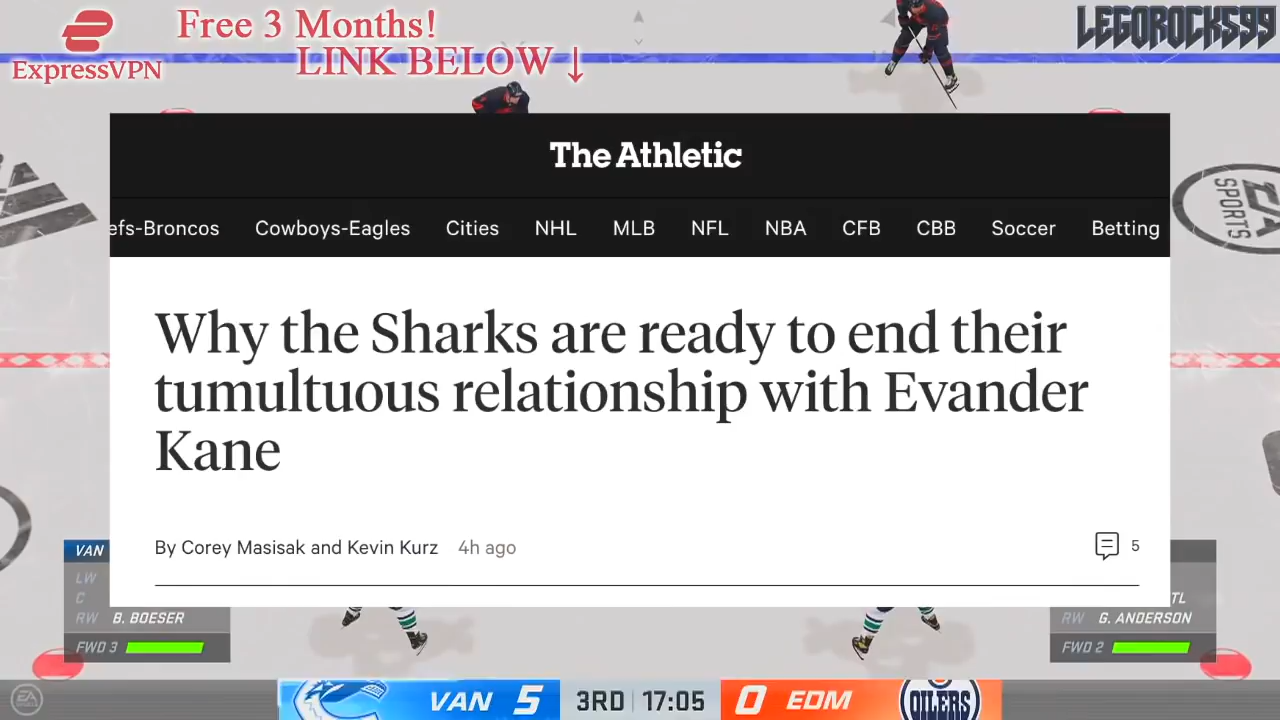 Free 3 Months!
LINK BELOW ↓
ExpressVPN
LEGOROCKS99
The Athletic
efs-Broncos Cowboys-Eagles Cities NHL MLB NFL NBA CFB CBB Soccer Betting
Why the Sharks are ready to end their
tumultuous relationship with Evander
Kane
By Corey Masisak and Kevin Kurz 4h ago
5
EA
SPORTS
VAN
LW
C
RW B. BOESER
FWD 3
TL
RW G. ANDERSON
FWD 2
VAN 5 3RD 17:05 0 EDM
OILERS